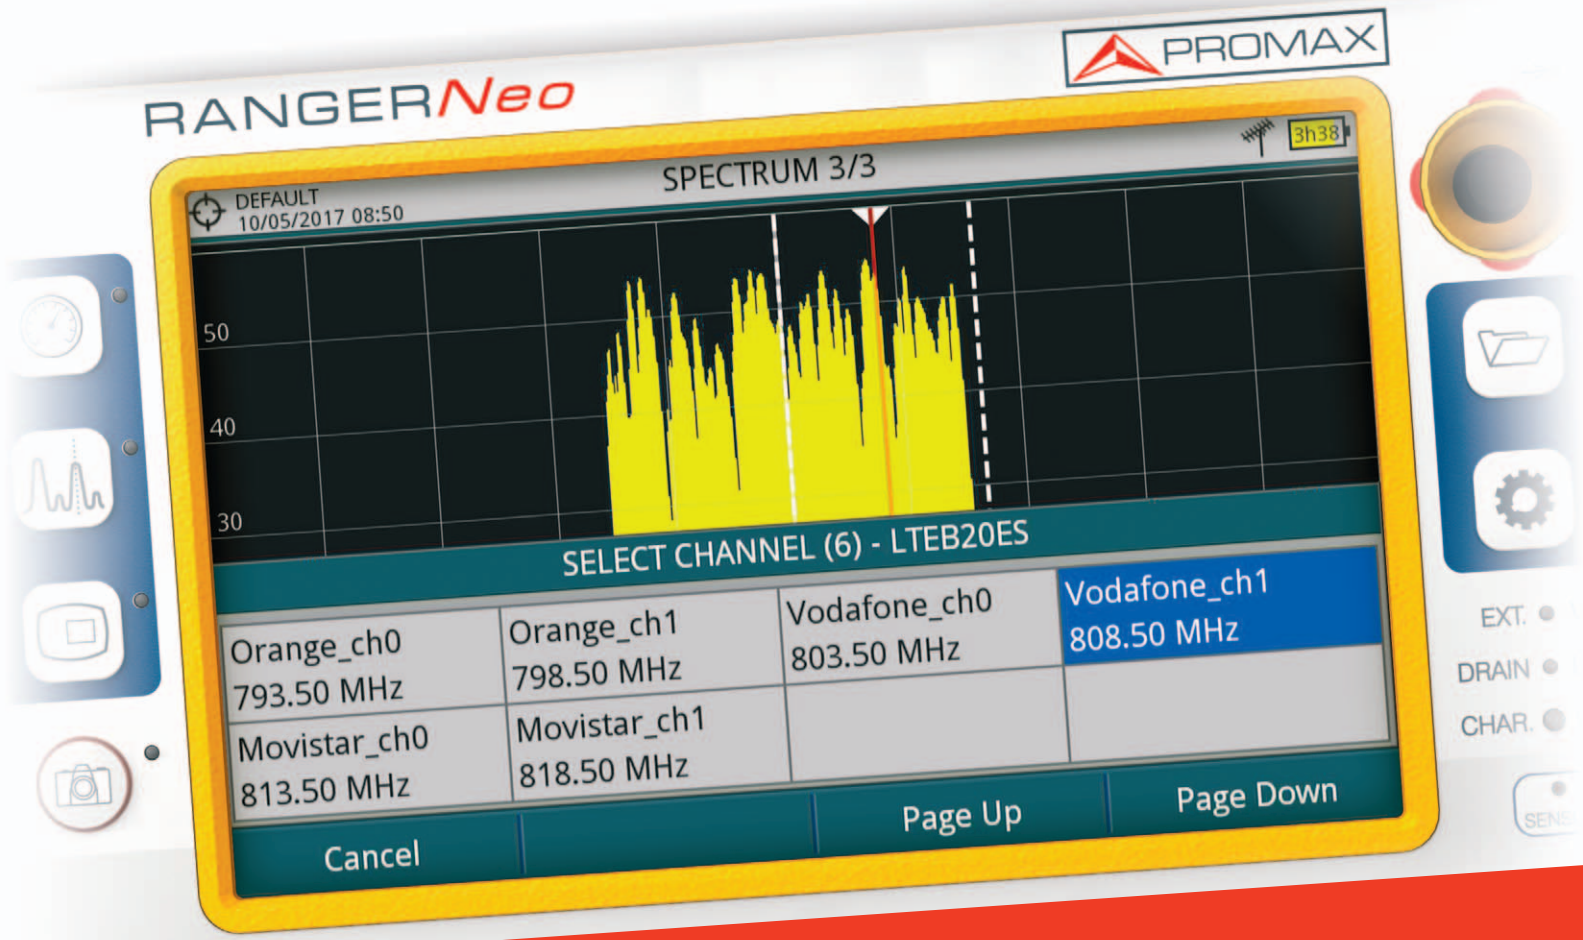 RANGERNeo
PROMAX
DEFAULT
10/05/2017 08:50
SPECTRUM 3/3
3h38
50
40
30
SELECT CHANNEL (6) - LTEB20ES
Orange_ch0
793.50 MHz
Orange_ch1
798.50 MHz
Vodafone_ch0
803.50 MHz
Vodafone_ch1
808.50 MHz
Movistar_ch0
813.50 MHz
Movistar_ch1
818.50 MHz
Cancel
Page Up
Page Down
EXT.
DRAIN
CHAR.
SENS